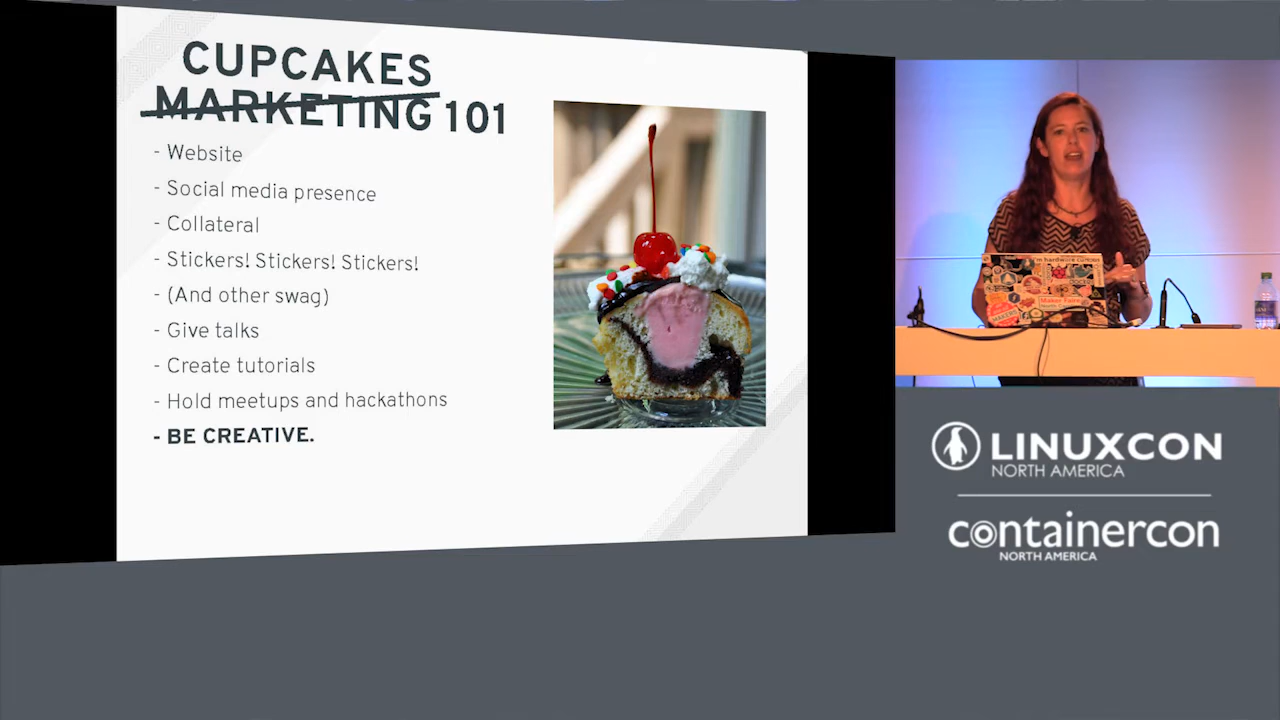 CUPCAKES
MARKETING 101
- Website
- Social media presence
- Collateral
- Stickers! Stickers! Stickers!
- (And other swag)
- Give talks
- Create tutorials
- Hold meetups and hackathons
- BE CREATIVE.
LINUXCON
NORTH AMERICA
containercon
NORTH AMERICA